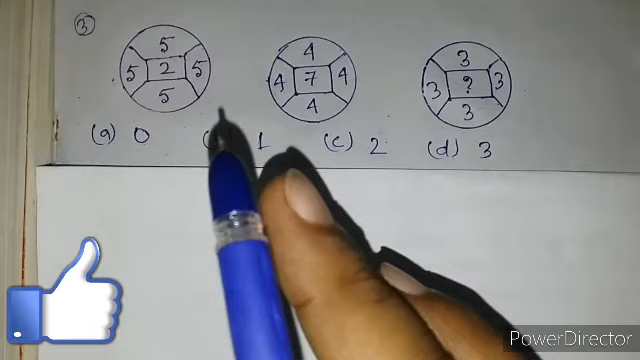 ③
5 5 2 5 5
4 4 7 4 4
3 3 ? 3 3
(a) 0 1 (c) 2 (d) 3
PowerDirector